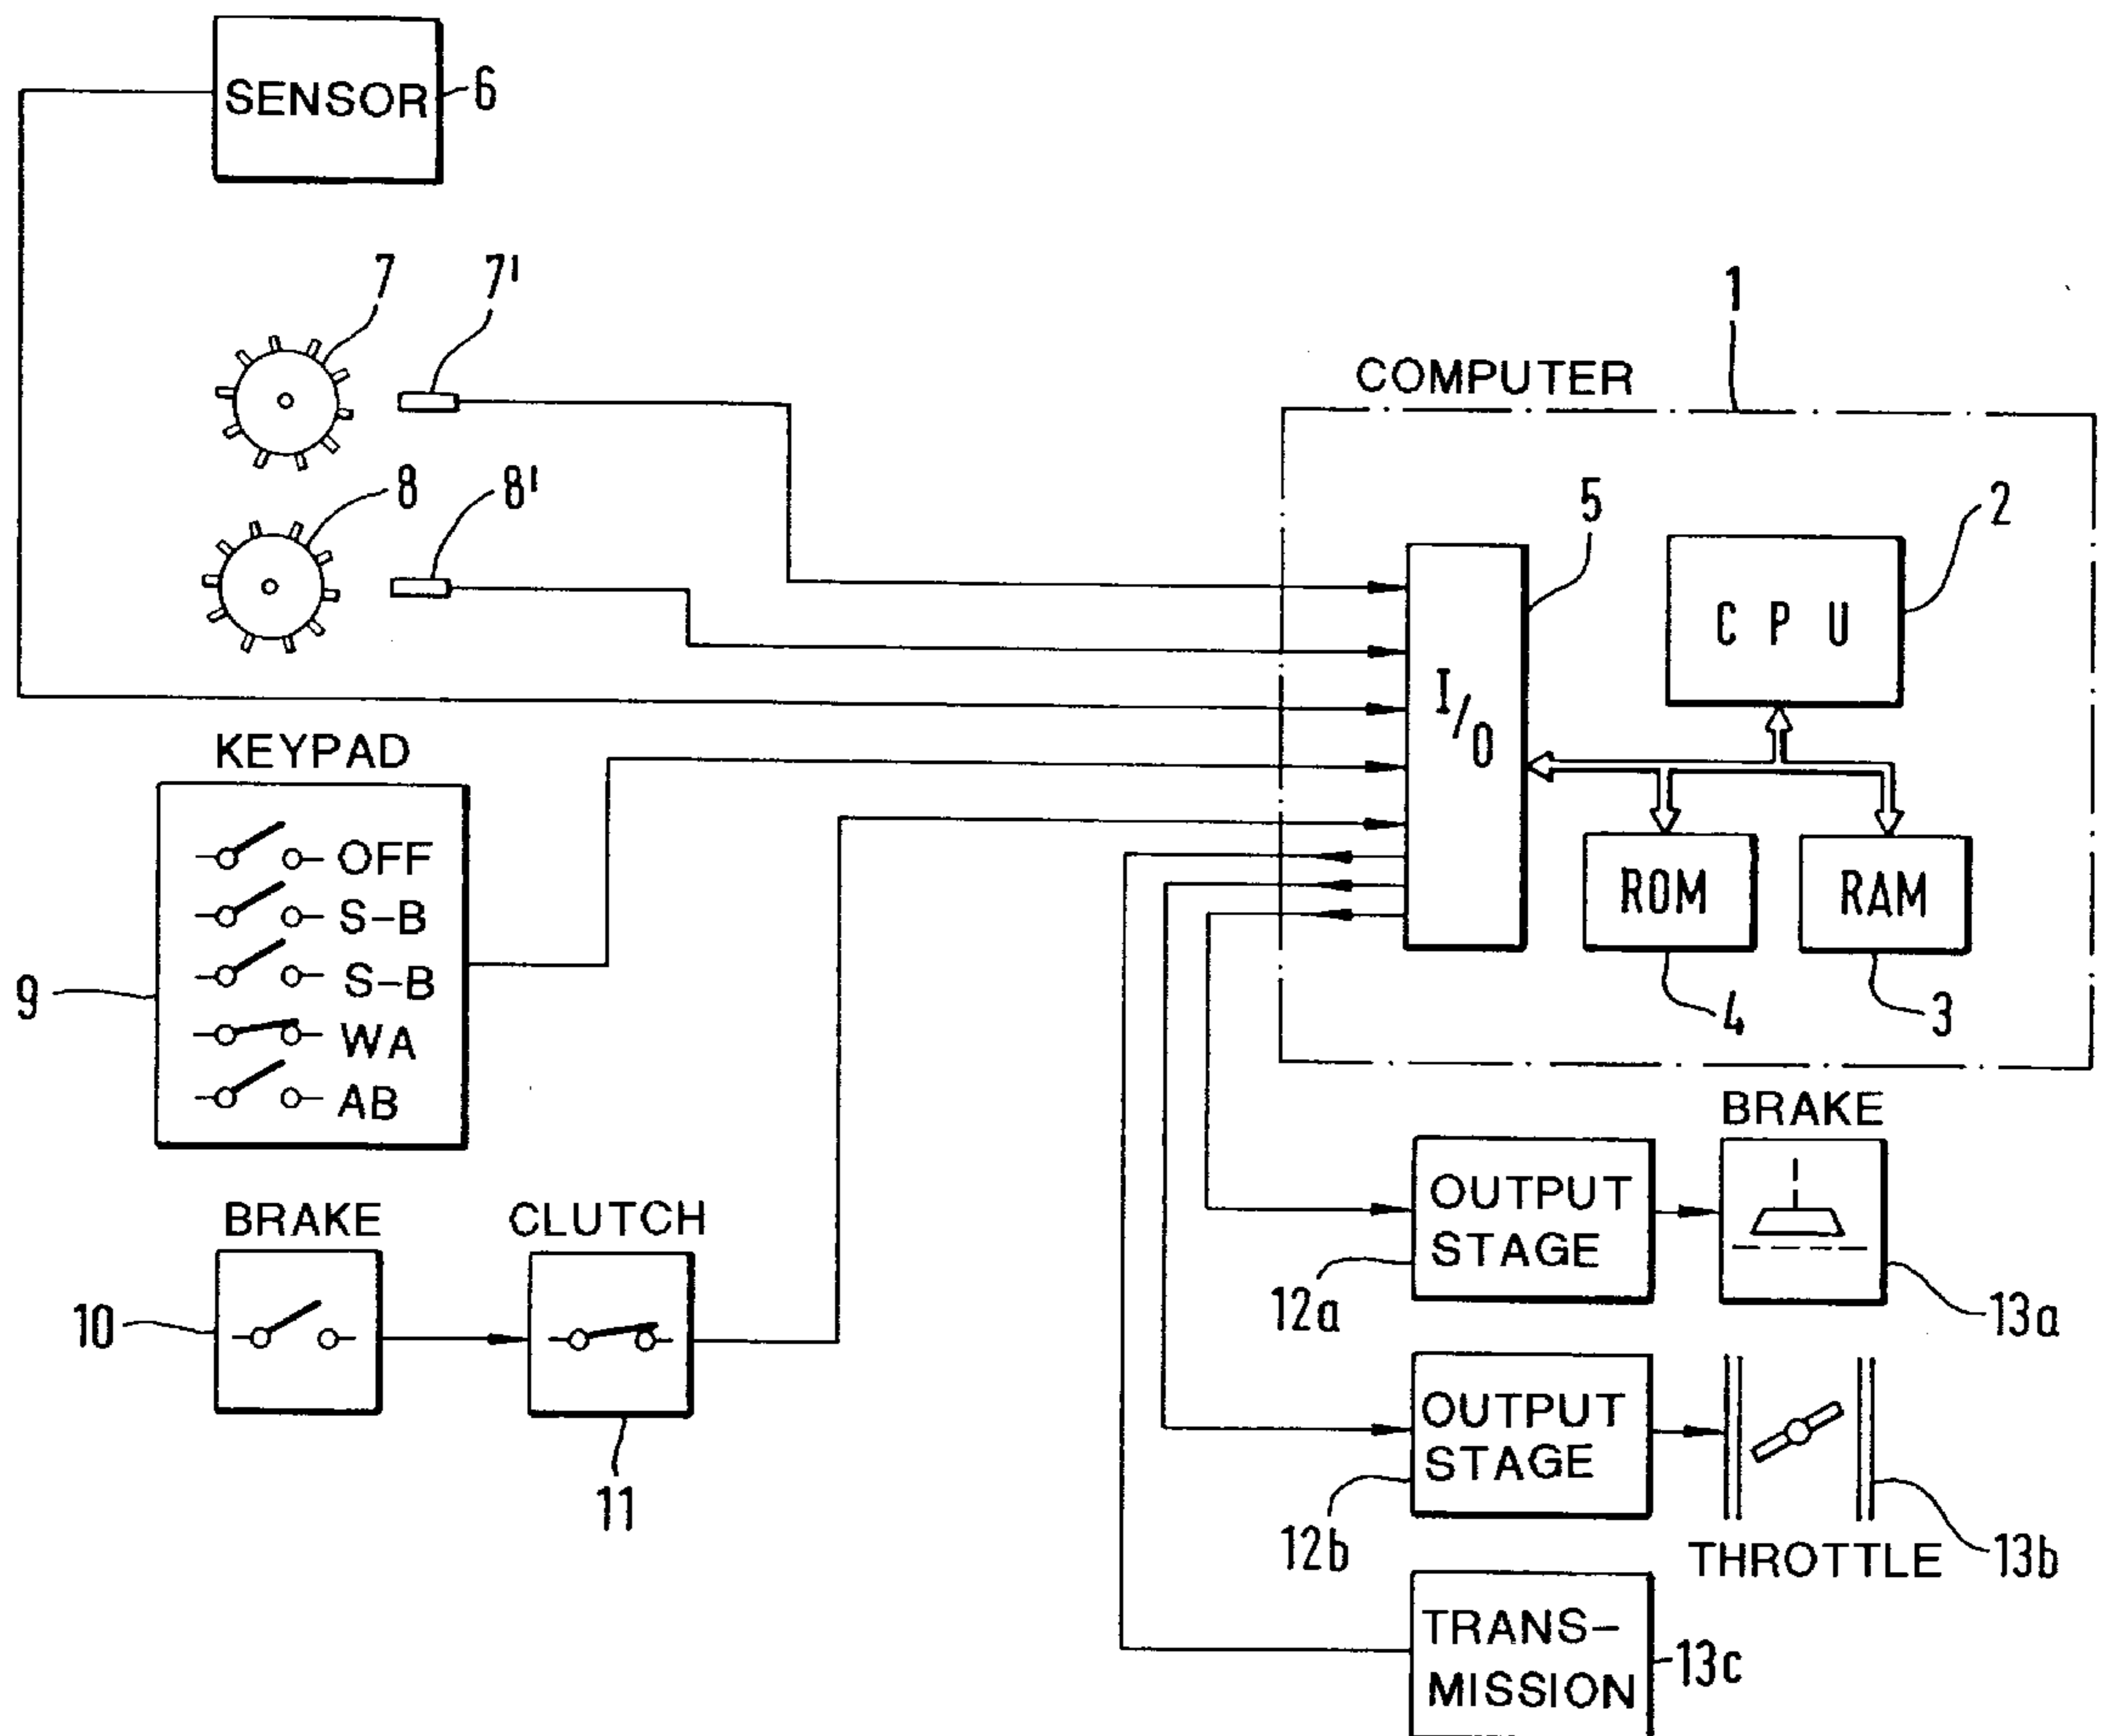 SENSOR
6
7
7'
8
8'
1
COMPUTER
5
2
C P U
I/O
KEYPAD
OFF
S-B
S-B
WA
AB
9
ROM
RAM
4
3
BRAKE
BRAKE
CLUTCH
10
11
OUTPUT
STAGE
12a
13a
OUTPUT
STAGE
12b
THROTTLE
13b
TRANS-
MISSION
13c